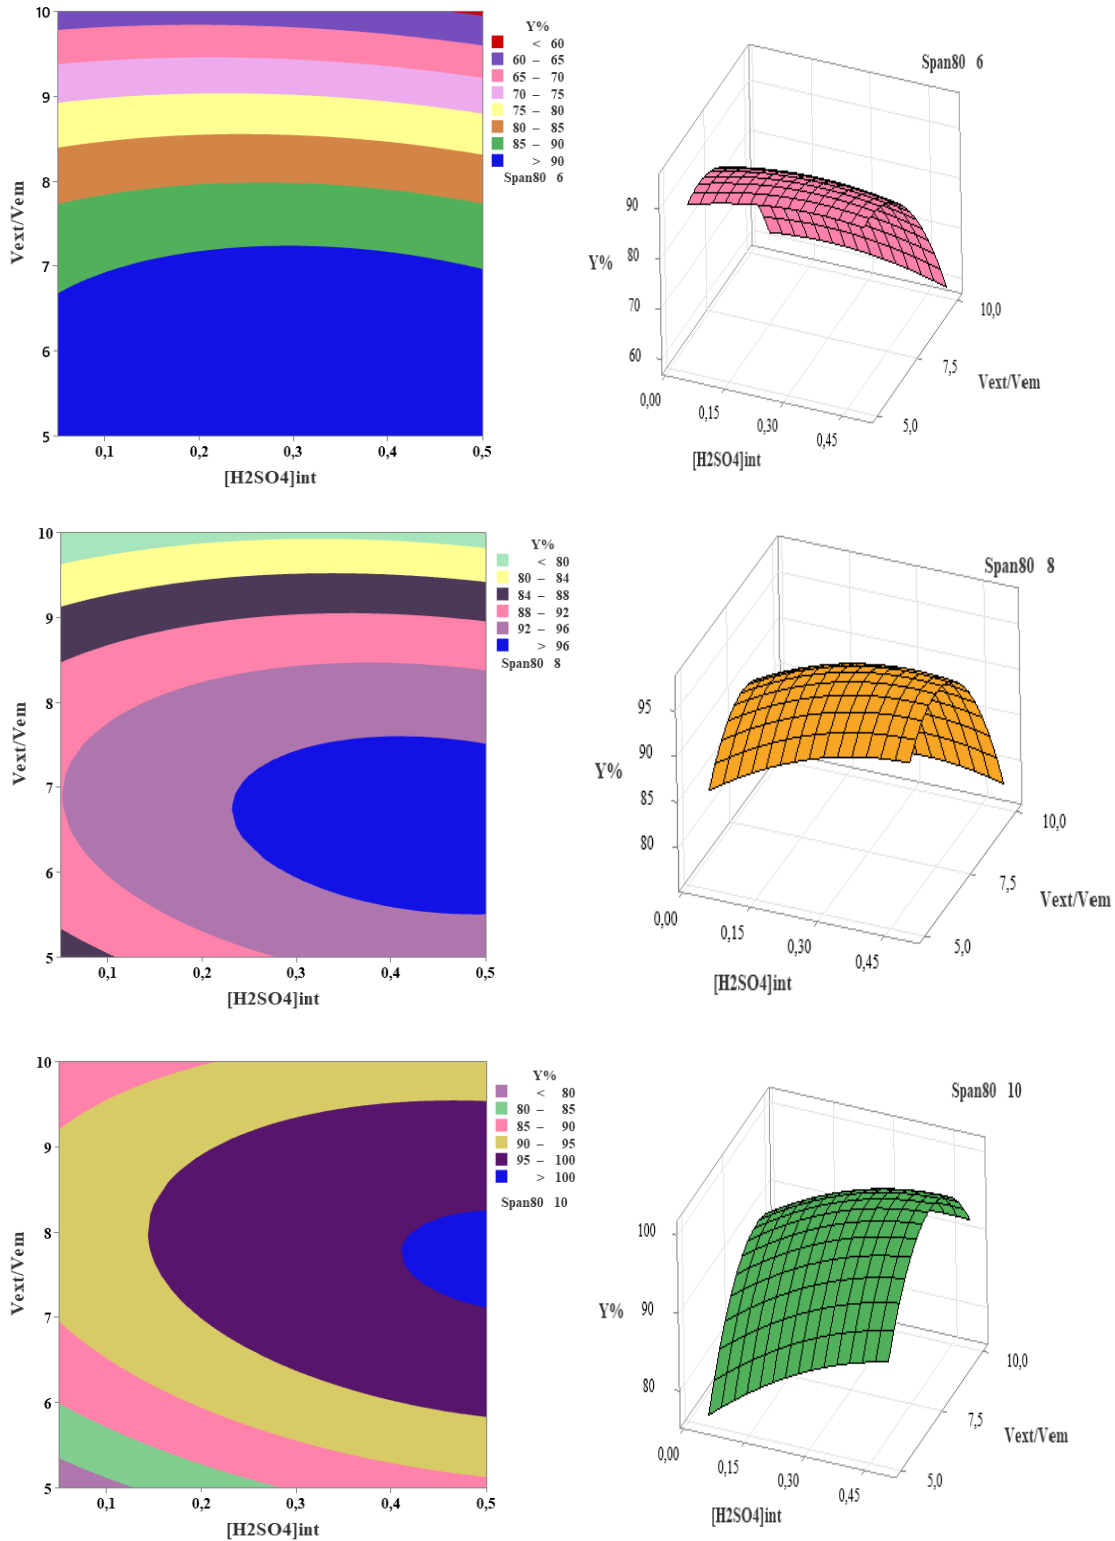 10
9
8
7
6
5
Vext/Vem
0,1
0,2
0,3
0,4
0,5
[H2SO4]int
Y%
< 60
60 – 65
65 – 70
70 – 75
75 – 80
80 – 85
85 – 90
> 90
Span80 6
Span80 6
90
80
70
60
Y%
0,00
0,15
0,30
0,45
[H2SO4]int
5,0
7,5
10,0
Vext/Vem
10
9
8
7
6
5
Vext/Vem
0,1
0,2
0,3
0,4
0,5
[H2SO4]int
Y%
< 80
80 – 84
84 – 88
88 – 92
92 – 96
> 96
Span80 8
Span80 8
95
90
85
80
Y%
0,00
0,15
0,30
0,45
[H2SO4]int
5,0
7,5
10,0
Vext/Vem
10
9
8
7
6
5
Vext/Vem
0,1
0,2
0,3
0,4
0,5
[H2SO4]int
Y%
< 80
80 – 85
85 – 90
90 – 95
95 – 100
> 100
Span80 10
Span80 10
100
90
80
Y%
0,00
0,15
0,30
0,45
[H2SO4]int
5,0
7,5
10,0
Vext/Vem